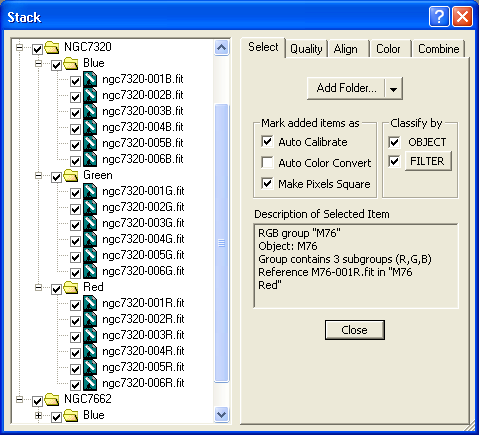 Stack
NGC7320
Blue
ngc7320-001B.fit
ngc7320-002B.fit
ngc7320-003B.fit
ngc7320-004B.fit
ngc7320-005B.fit
ngc7320-006B.fit
Green
ngc7320-001G.fit
ngc7320-002G.fit
ngc7320-003G.fit
ngc7320-004G.fit
ngc7320-005G.fit
ngc7320-006G.fit
Red
ngc7320-001R.fit
ngc7320-002R.fit
ngc7320-003R.fit
ngc7320-004R.fit
ngc7320-005R.fit
ngc7320-006R.fit
NGC7662
Blue
Select Quality Align Color Combine
Add Folder...
Mark added items as
Auto Calibrate
Auto Color Convert
Make Pixels Square
Classify by
OBJECT
FILTER
Description of Selected Item
RGB group "M76"
Object: M76
Group contains 3 subgroups (R,G,B)
Reference M76-001R.fit in "M76
Red"
Close